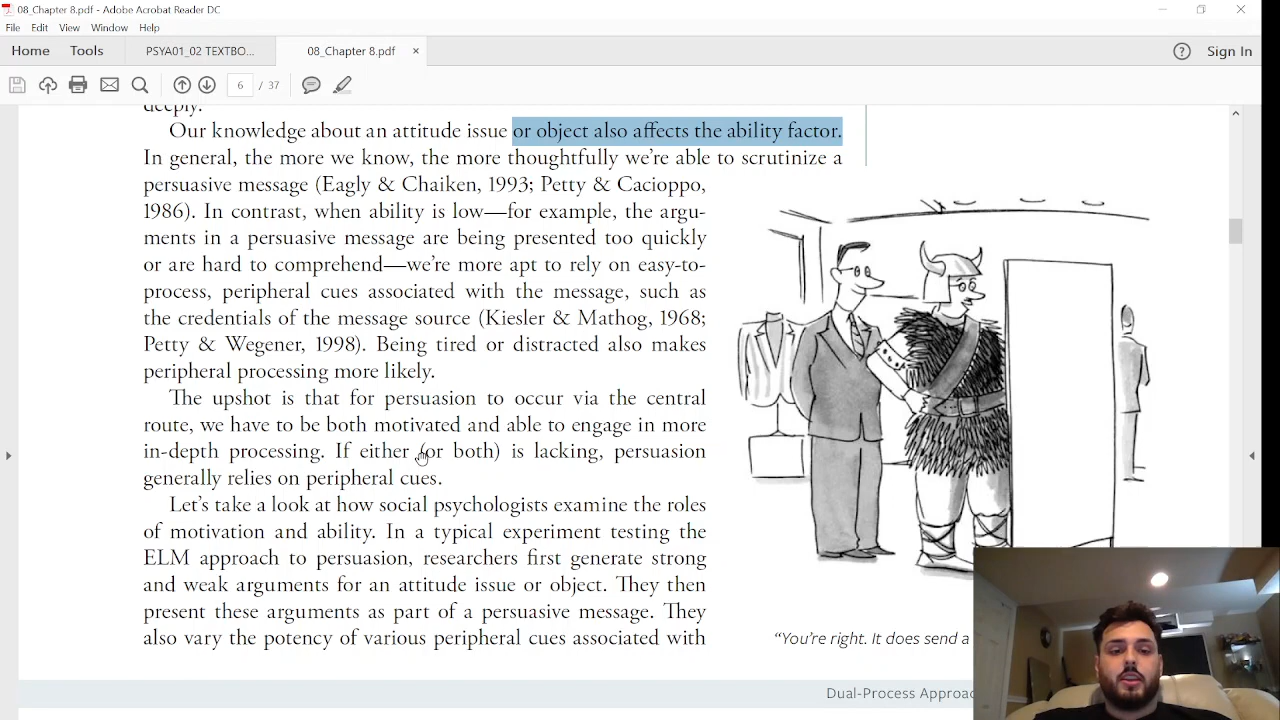 08_Chapter 8.pdf - Adobe Acrobat Reader DC
File Edit View Window Help
Home Tools PSYA01_02 TEXTBO... 08_Chapter 8.pdf × ? Sign In
6 / 37
deeply.
Our knowledge about an attitude issue or object also affects the ability factor.
In general, the more we know, the more thoughtfully we're able to scrutinize a
persuasive message (Eagly & Chaiken, 1993; Petty & Cacioppo,
1986). In contrast, when ability is low—for example, the argu-
ments in a persuasive message are being presented too quickly
or are hard to comprehend—we're more apt to rely on easy-to-
process, peripheral cues associated with the message, such as
the credentials of the message source (Kiesler & Mathog, 1968;
Petty & Wegener, 1998). Being tired or distracted also makes
peripheral processing more likely.
The upshot is that for persuasion to occur via the central
route, we have to be both motivated and able to engage in more
in-depth processing. If either (or both) is lacking, persuasion
generally relies on peripheral cues.
Let's take a look at how social psychologists examine the roles
of motivation and ability. In a typical experiment testing the
ELM approach to persuasion, researchers first generate strong
and weak arguments for an attitude issue or object. They then
present these arguments as part of a persuasive message. They
also vary the potency of various peripheral cues associated with
"You're right. It does send a
Dual-Process Approac